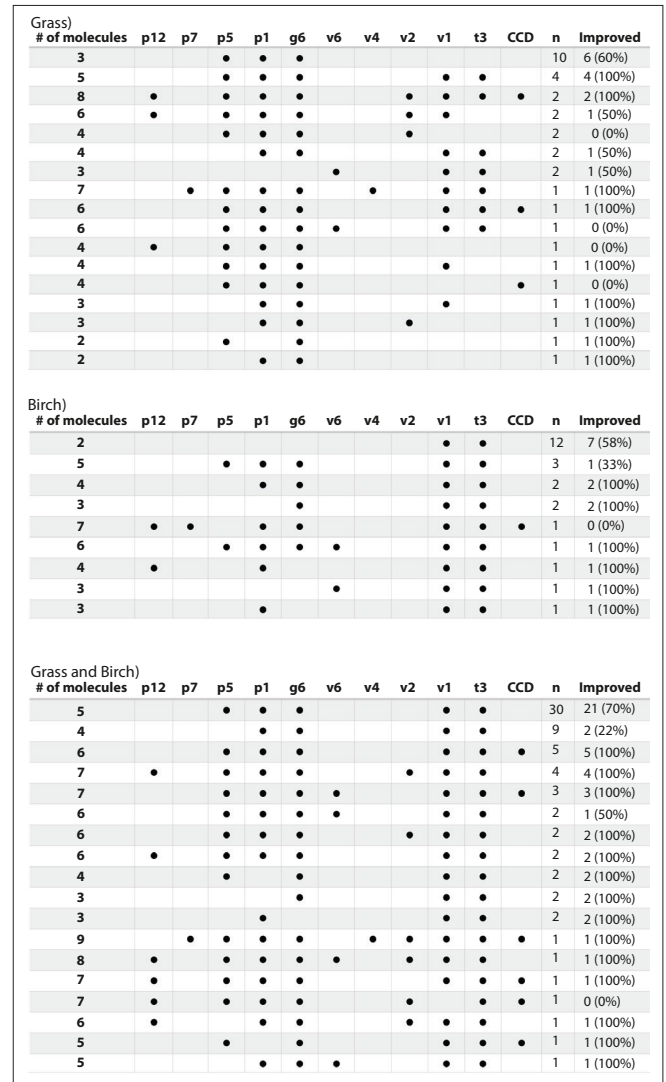 Grass)
# of molecules p12 p7 p5 p1 g6 v6 v4 v2 v1 t3 CCD n Improved
3 • • • 10 6 (60%)
5 • • • • • 4 4 (100%)
8 • • • • • • • • 2 2 (100%)
6 • • • • • • 2 1 (50%)
4 • • • • 2 0 (0%)
4 • • • • 2 1 (50%)
3 • • • 2 1 (50%)
7 • • • • • • • 1 1 (100%)
6 • • • • • • 1 1 (100%)
6 • • • • • • 1 0 (0%)
4 • • • • 1 0 (0%)
4 • • • • 1 1 (100%)
4 • • • • 1 0 (0%)
3 • • • 1 1 (100%)
3 • • • 1 1 (100%)
2 • • 1 1 (100%)
2 • • 1 1 (100%)
Birch)
# of molecules p12 p7 p5 p1 g6 v6 v4 v2 v1 t3 CCD n Improved
2 • • 12 7 (58%)
5 • • • • • 3 1 (33%)
4 • • • • 2 2 (100%)
3 • • • 2 2 (100%)
7 • • • • • • • 1 0 (0%)
6 • • • • • • 1 1 (100%)
4 • • • • 1 1 (100%)
3 • • • 1 1 (100%)
3 • • • 1 1 (100%)
Grass and Birch)
# of molecules p12 p7 p5 p1 g6 v6 v4 v2 v1 t3 CCD n Improved
5 • • • • • 30 21 (70%)
4 • • • • 9 2 (22%)
6 • • • • • • 5 5 (100%)
7 • • • • • • • 4 4 (100%)
7 • • • • • • • 3 3 (100%)
6 • • • • • • 2 1 (50%)
6 • • • • • • 2 2 (100%)
6 • • • • • • 2 2 (100%)
4 • • • • 2 2 (100%)
3 • • • 2 2 (100%)
3 • • • 2 2 (100%)
9 • • • • • • • • • 1 1 (100%)
8 • • • • • • • • 1 1 (100%)
7 • • • • • • • 1 1 (100%)
7 • • • • • • • 1 0 (0%)
6 • • • • • • 1 1 (100%)
5 • • • • • 1 1 (100%)
5 • • • • • 1 1 (100%)